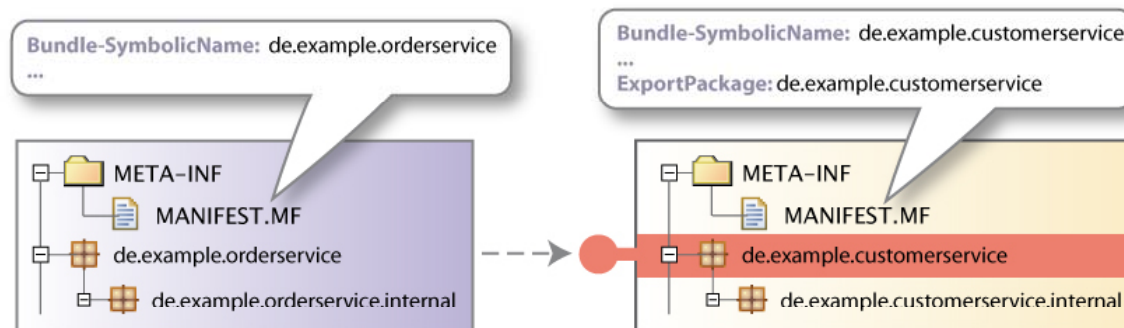 Bundle-SymbolicName: de.example.orderservice
...
META-INF
MANIFEST.MF
de.example.orderservice
de.example.orderservice.internal
Bundle-SymbolicName: de.example.customerservice
...
ExportPackage: de.example.customerservice
META-INF
MANIFEST.MF
de.example.customerservice
de.example.customerservice.internal